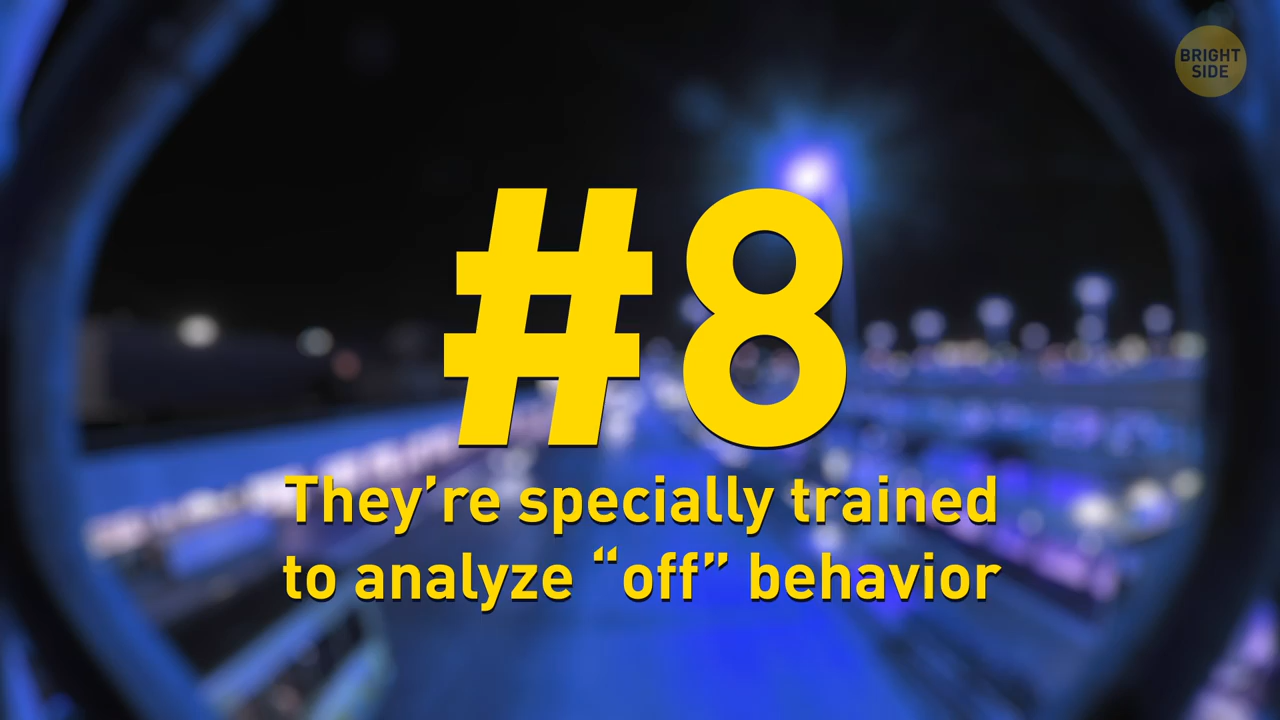 BRIGHT
SIDE
#8
They’re specially trained
to analyze “off” behavior